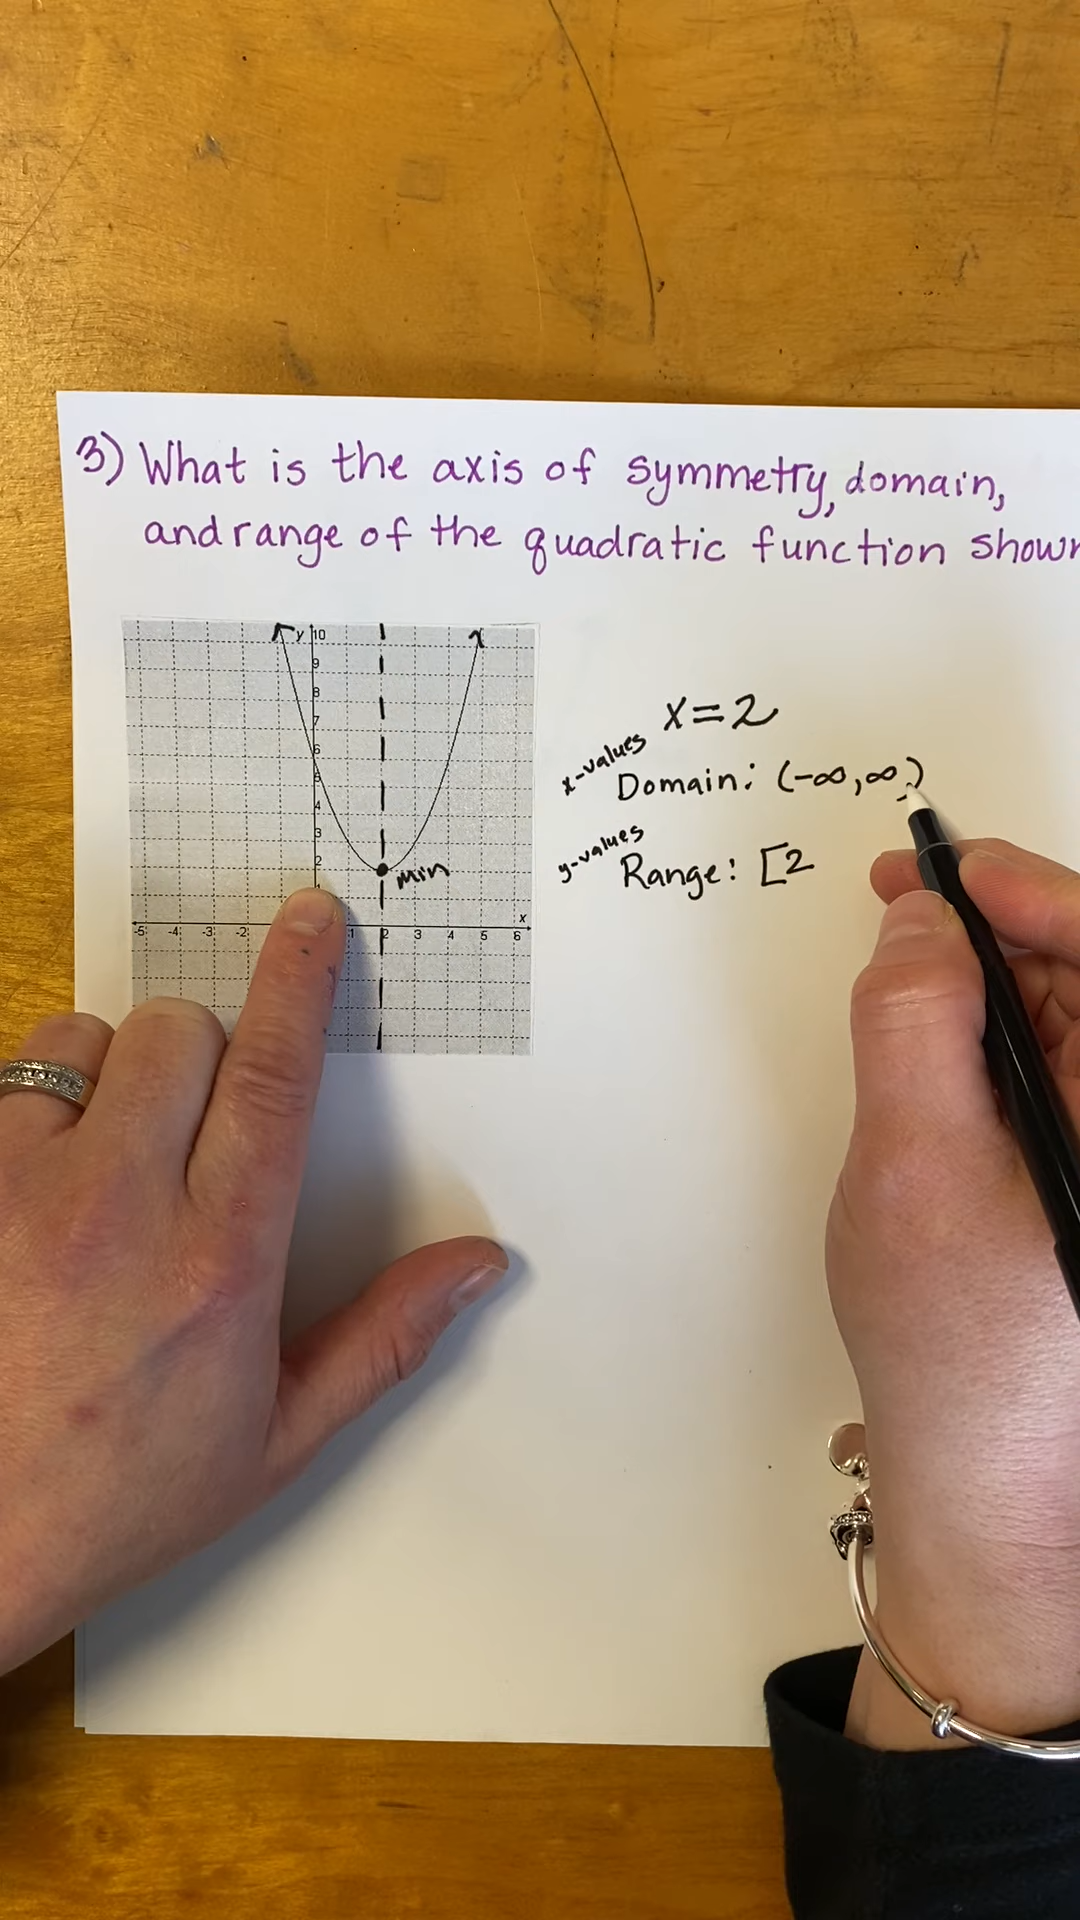 3) What is the axis of symmetry, domain,
and range of the quadratic function shown
y 10
9
8
7
6
5
4
3
2
1
min
x
-5 -4 -3 -2 1 2 3 4 5 6
x=2
x-values
Domain: (-∞,∞)
y-values
Range: [2